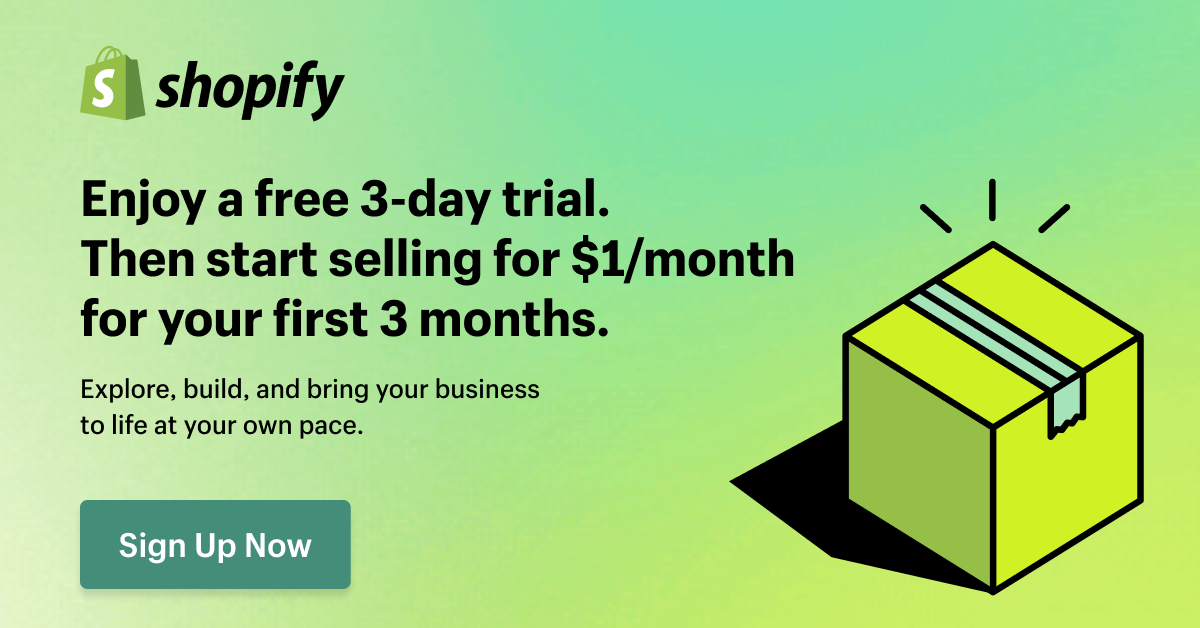 shopify
Enjoy a free 3-day trial.
Then start selling for $1/month
for your first 3 months.
Explore, build, and bring your business
to life at your own pace.
Sign Up Now